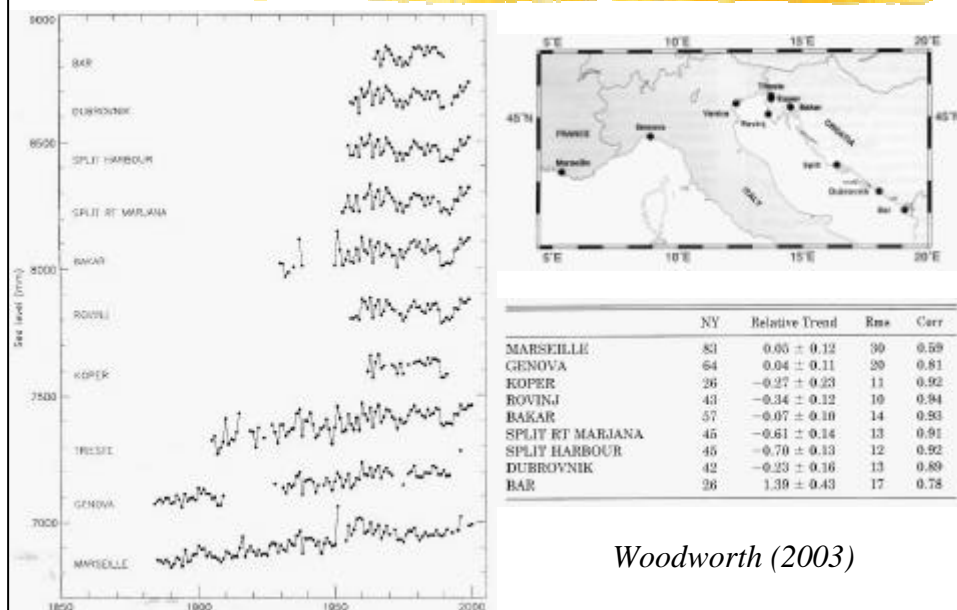 9000
8500
8000
7500
7000
Sea level (mm)
BAR
DUBROVNIK
SPLIT HARBOUR
SPLIT RT MARJANA
BAKAR
ROVINJ
KOPER
TRIESTE
GENOVA
MARSEILLE
1850 1900 1950 2000
5°E 10°E 15°E 20°E
45°N 45°N
Trieste
Koper
Venice Bakar
Rovinj
Genova
FRANCE CROATIA
Marseille Split
ITALY Dubrovnik
Bar
5°E 10°E 15°E 20°E
NY Relative Trend Rms Corr
MARSEILLE 83 0.05 ± 0.12 30 0.59
GENOVA 64 0.04 ± 0.11 20 0.81
KOPER 26 −0.27 ± 0.23 11 0.92
ROVINJ 43 −0.34 ± 0.12 10 0.94
BAKAR 57 −0.07 ± 0.10 14 0.93
SPLIT RT MARJANA 45 −0.61 ± 0.14 13 0.91
SPLIT HARBOUR 45 −0.70 ± 0.13 12 0.92
DUBROVNIK 42 −0.23 ± 0.16 13 0.89
BAR 26 1.39 ± 0.43 17 0.78
Woodworth (2003)